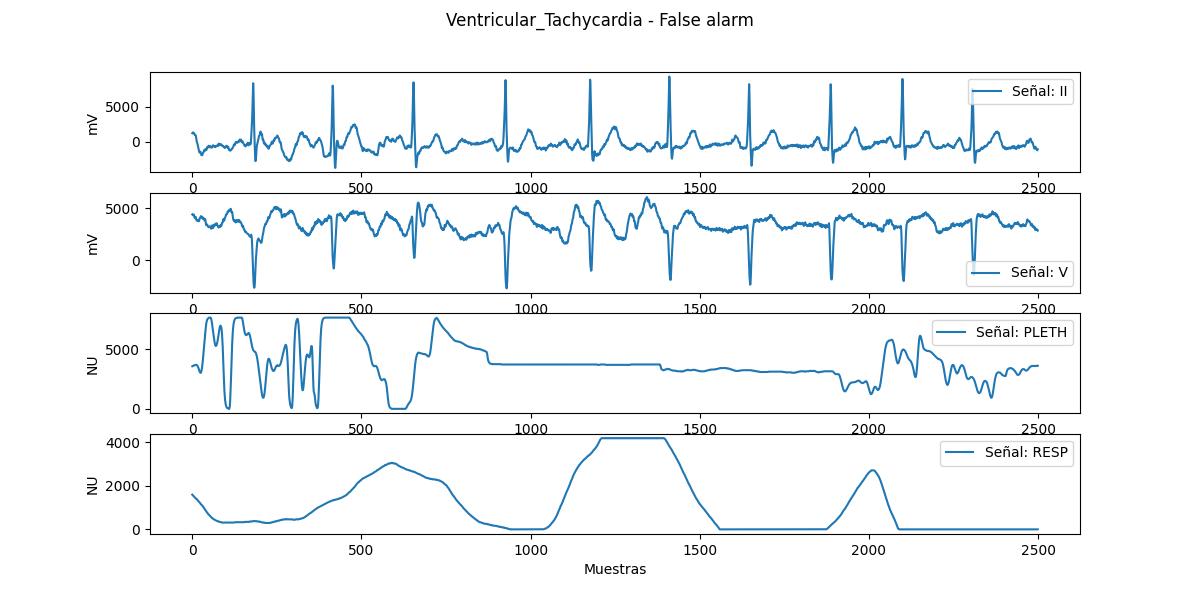 Ventricular_Tachycardia - False alarm
mV
5000
0
Señal: II
0 500 1000 1500 2000 2500
mV
5000
0
Señal: V
0 500 1000 1500 2000 2500
NU
5000
0
Señal: PLETH
0 500 1000 1500 2000 2500
NU
4000
2000
0
Señal: RESP
0 500 1000 1500 2000 2500
Muestras